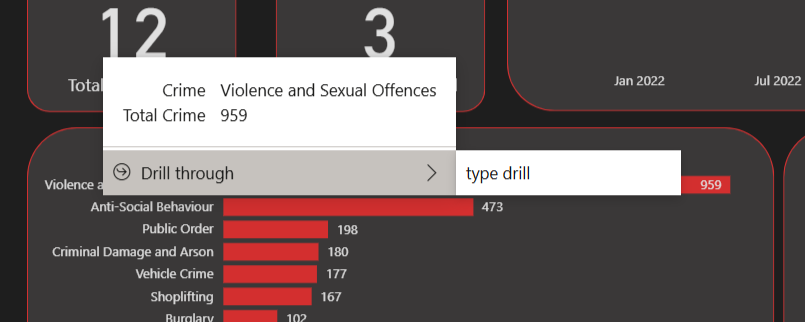 12
3
Total
Jan 2022
Jul 2022
Crime Violence and Sexual Offences
Total Crime 959
Drill through
type drill
Violence a
959
Anti-Social Behaviour 473
Public Order 198
Criminal Damage and Arson 180
Vehicle Crime 177
Shoplifting 167
Burglary 102